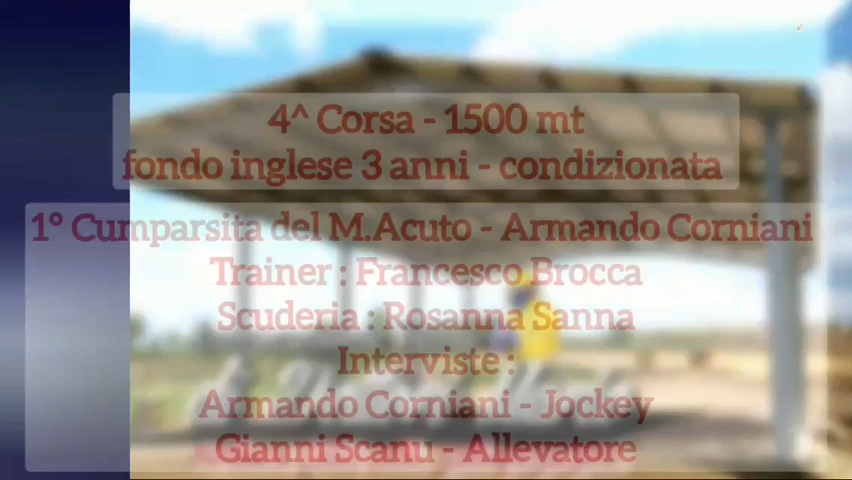 4^ Corsa - 1500 mt
fondo inglese 3 anni - condizionata
1° Cumparsita del M.Acuto - Armando Corniani
Trainer : Francesco Brocca
Scuderia : Rosanna Sanna
Interviste :
Armando Corniani - Jockey
Gianni Scanu - Allevatore